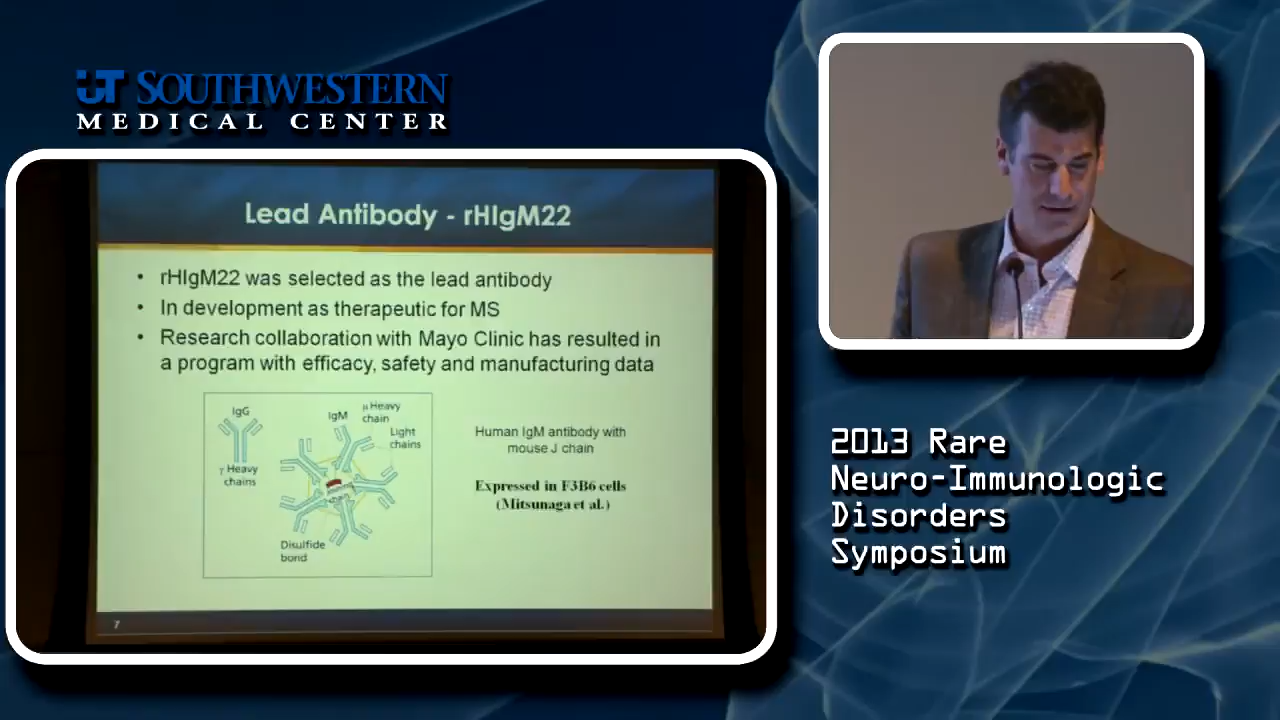 UT SOUTHWESTERN
MEDICAL CENTER
Lead Antibody - rHIgM22
• rHIgM22 was selected as the lead antibody
• In development as therapeutic for MS
• Research collaboration with Mayo Clinic has resulted in
a program with efficacy, safety and manufacturing data
IgG
γ Heavy
chains
IgM
μ Heavy
chain
Light
chains
Disulfide
bond
Human IgM antibody with
mouse J chain
Expressed in F3B6 cells
(Mitsunaga et al.)
7
2013 Rare
Neuro-Immunologic
Disorders
Symposium